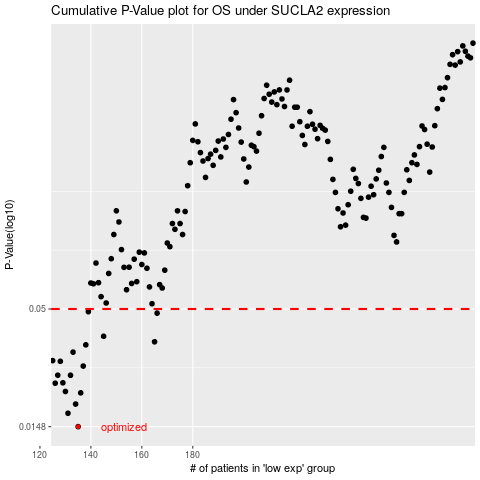 Cumulative P-Value plot for OS under SUCLA2 expression
P-Value(log10)
0.05
0.0148
optimized
120 140 160 180
# of patients in 'low exp' group